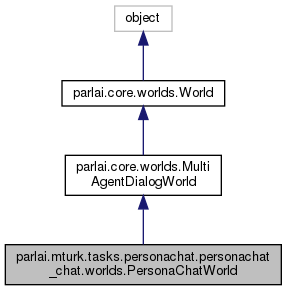 object
parlai.core.worlds.World
parlai.core.worlds.Multi
AgentDialogWorld
parlai.mturk.tasks.personachat.personachat
_chat.worlds.PersonaChatWorld